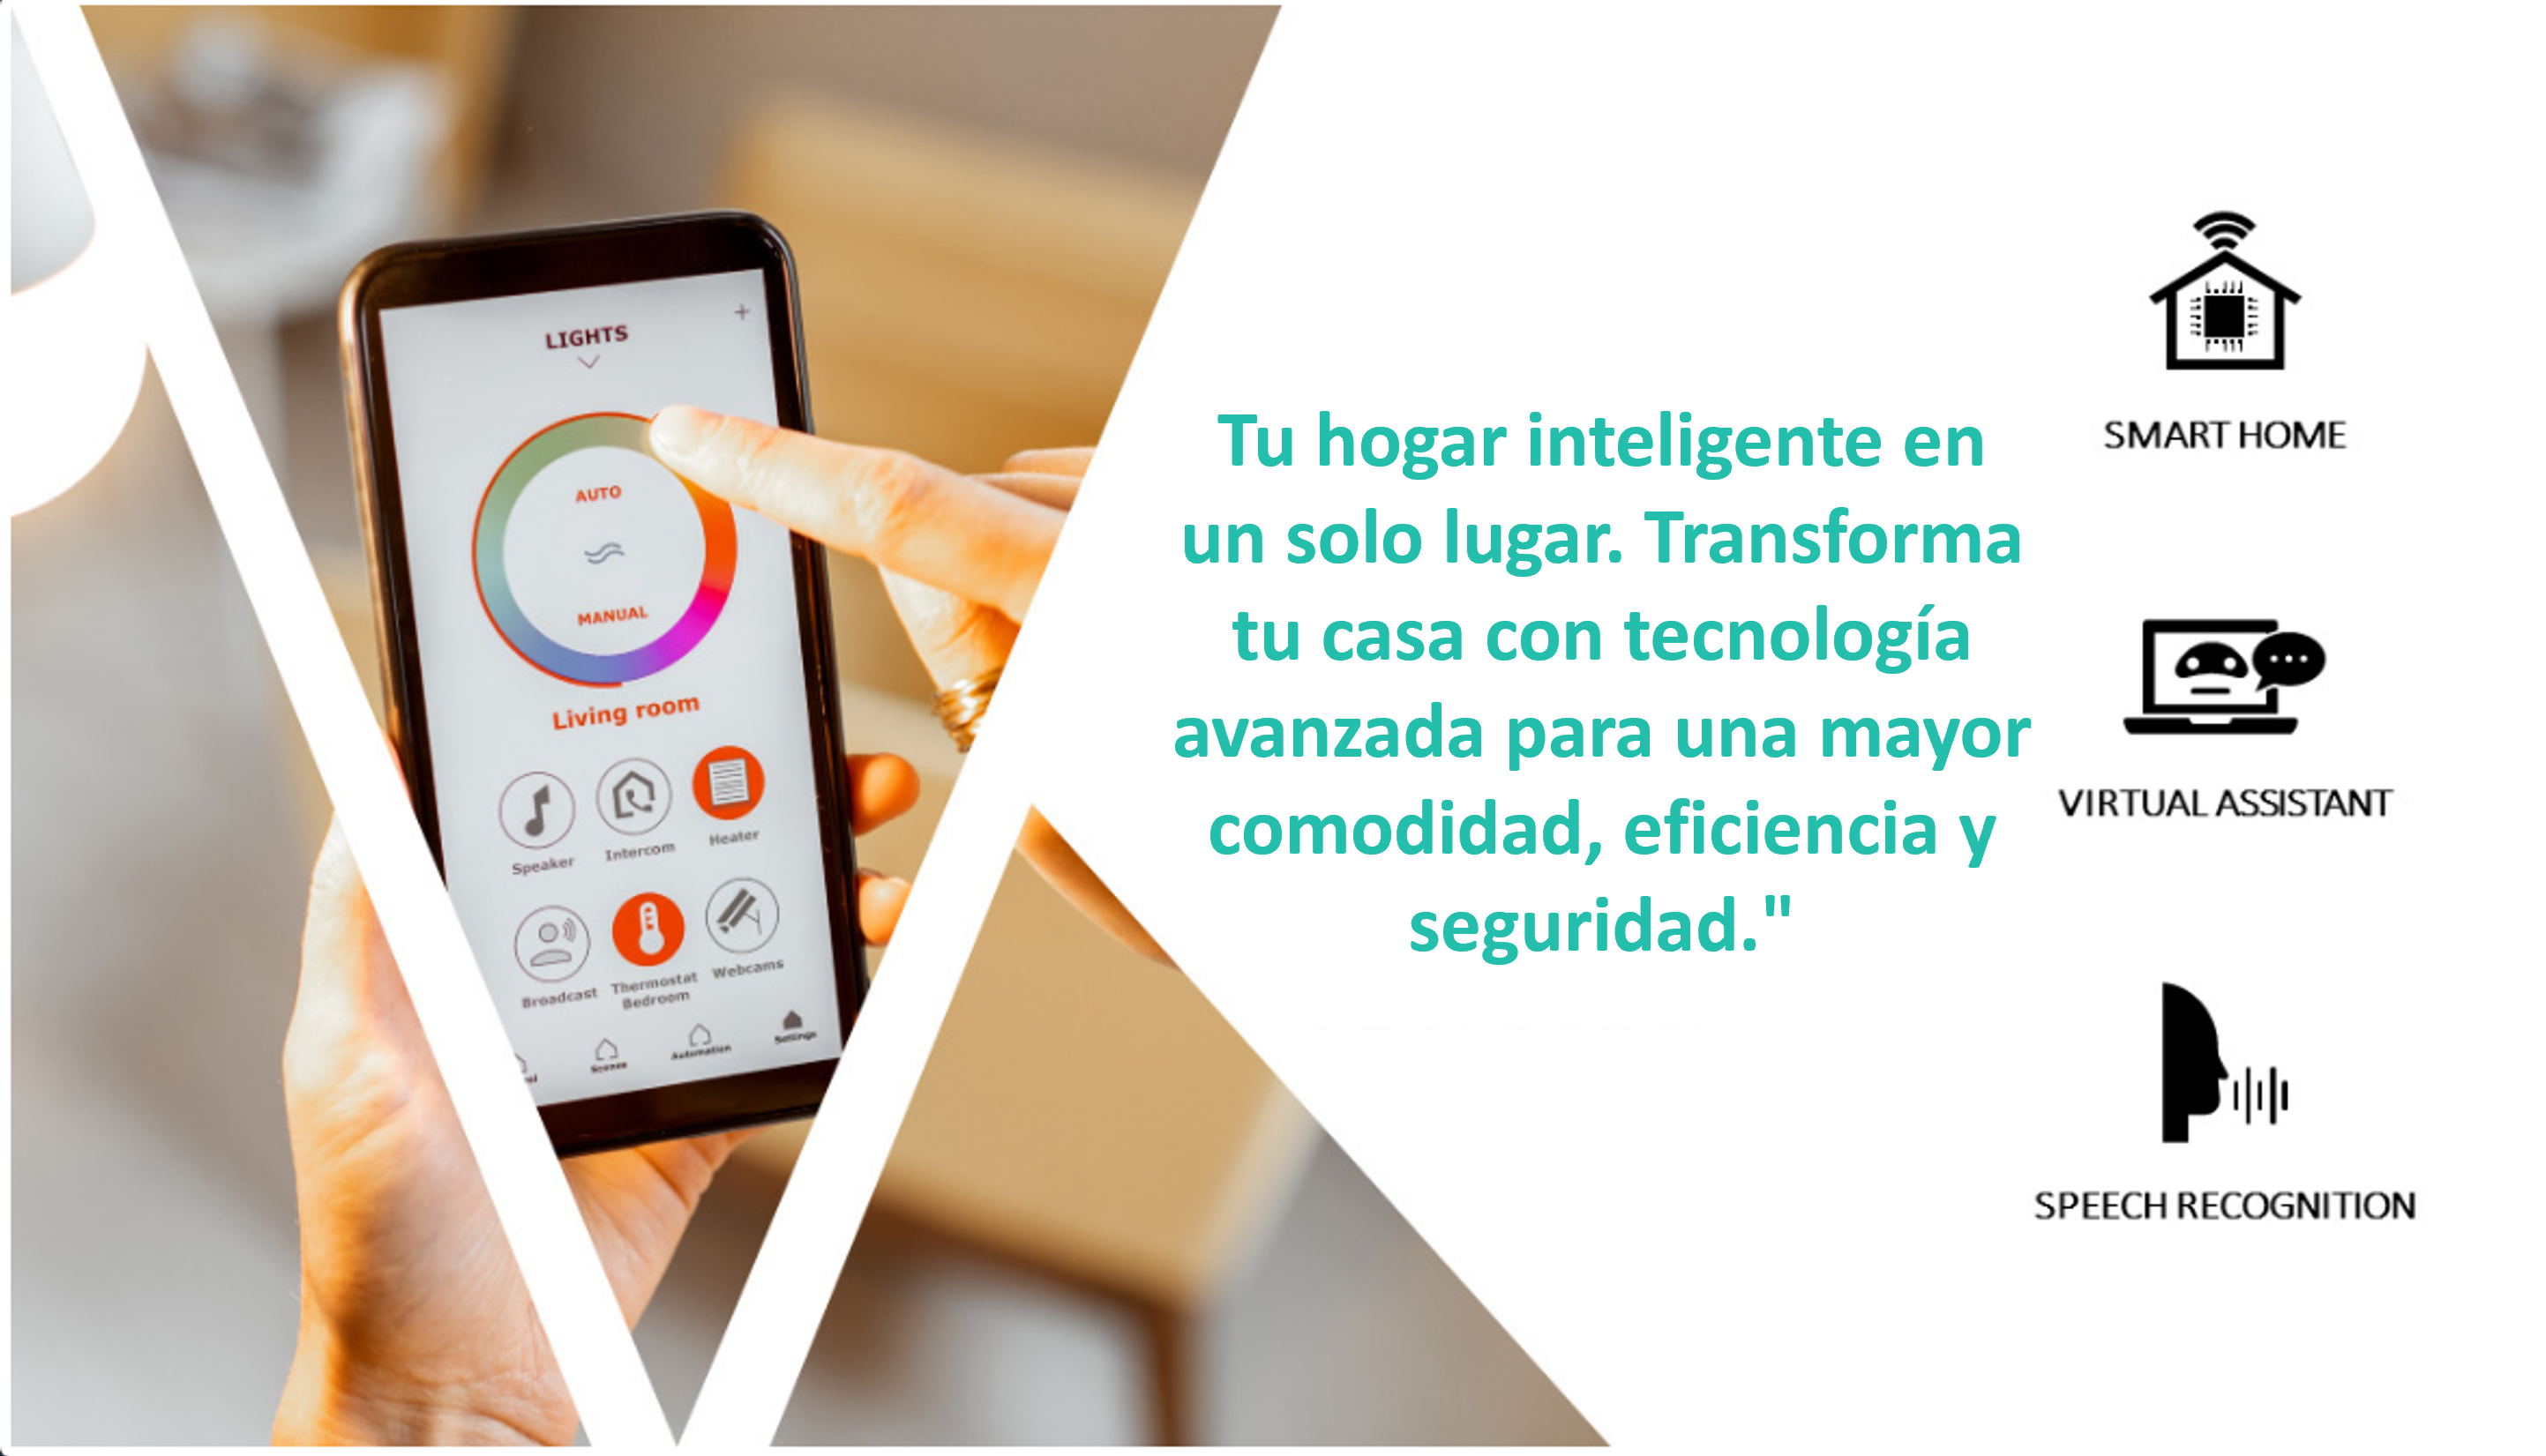 LIGHTS
+
AUTO
MANUAL
Living room
Speaker
Intercom
Heater
Broadcast
Thermostat
Bedroom
Webcams
Scenes
Automation
Settings
Tu hogar inteligente en
un solo lugar. Transforma
tu casa con tecnología
avanzada para una mayor
comodidad, eficiencia y
seguridad."
SMART HOME
VIRTUAL ASSISTANT
SPEECH RECOGNITION